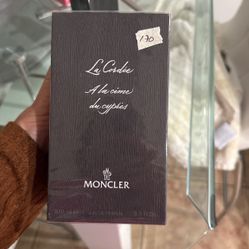 170
La Cordée
A la cime
du cyprès
MONCLER